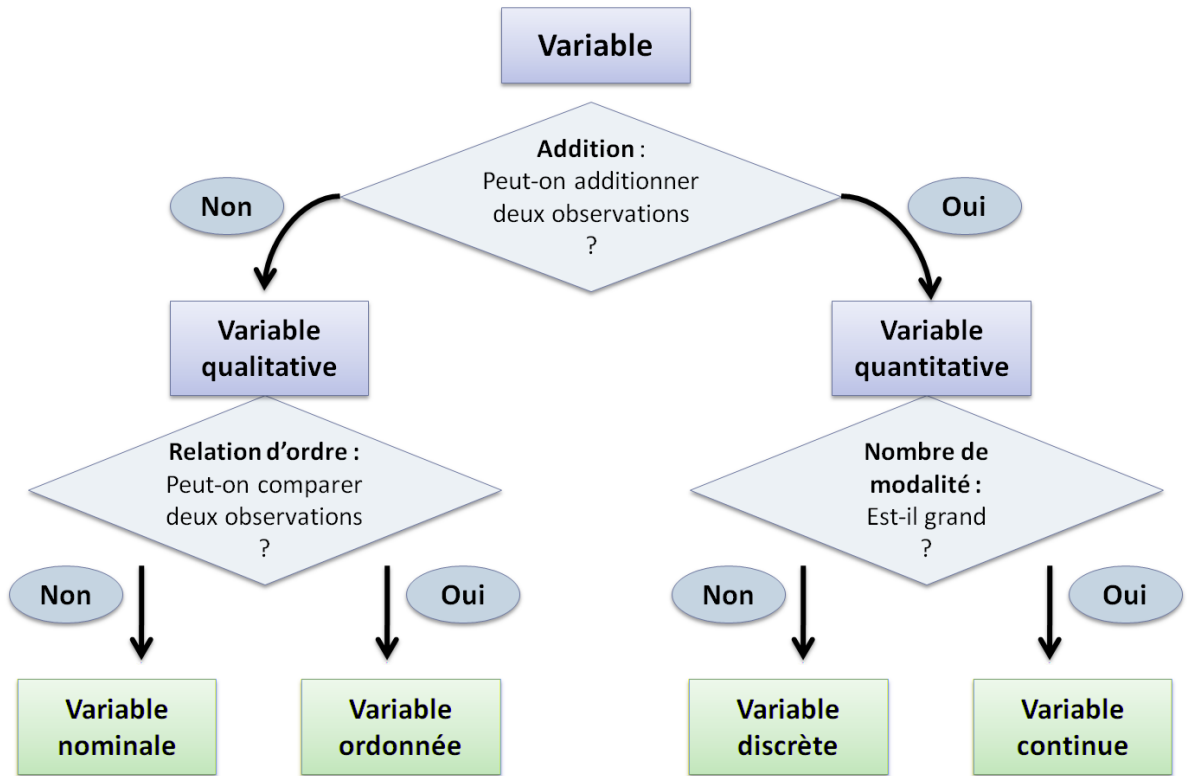 Variable
Addition :
Peut-on additionner
deux observations
?
Non
Oui
Variable
qualitative
Variable
quantitative
Relation d’ordre :
Peut-on comparer
deux observations
?
Nombre de
modalité :
Est-il grand
?
Non
Oui
Non
Oui
Variable
nominale
Variable
ordonnée
Variable
discrète
Variable
continue